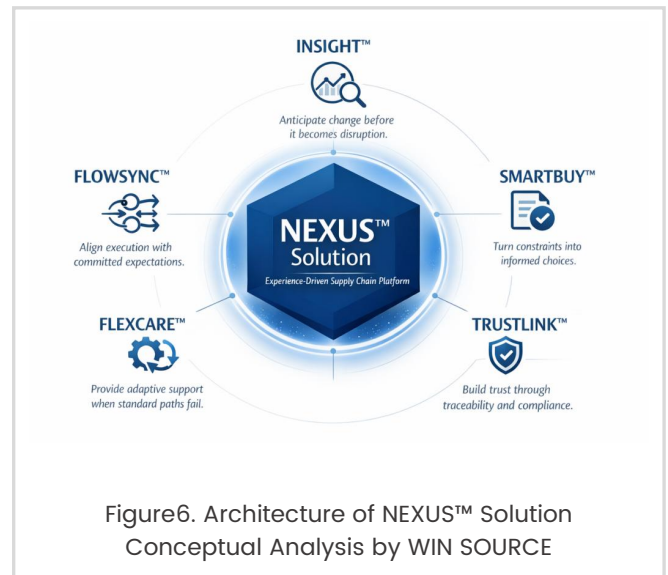 INSIGHT™
Anticipate change before
it becomes disruption.
FLOWSYNC™
Align execution with
committed expectations.
SMARTBUY™
Turn constraints into
informed choices.
NEXUS™
Solution
Experience-Driven Supply Chain Platform
FLEXCARE™
Provide adaptive support
when standard paths fail.
TRUSTLINK™
Build trust through
traceability and compliance.
Figure6. Architecture of NEXUS™ Solution
Conceptual Analysis by WIN SOURCE